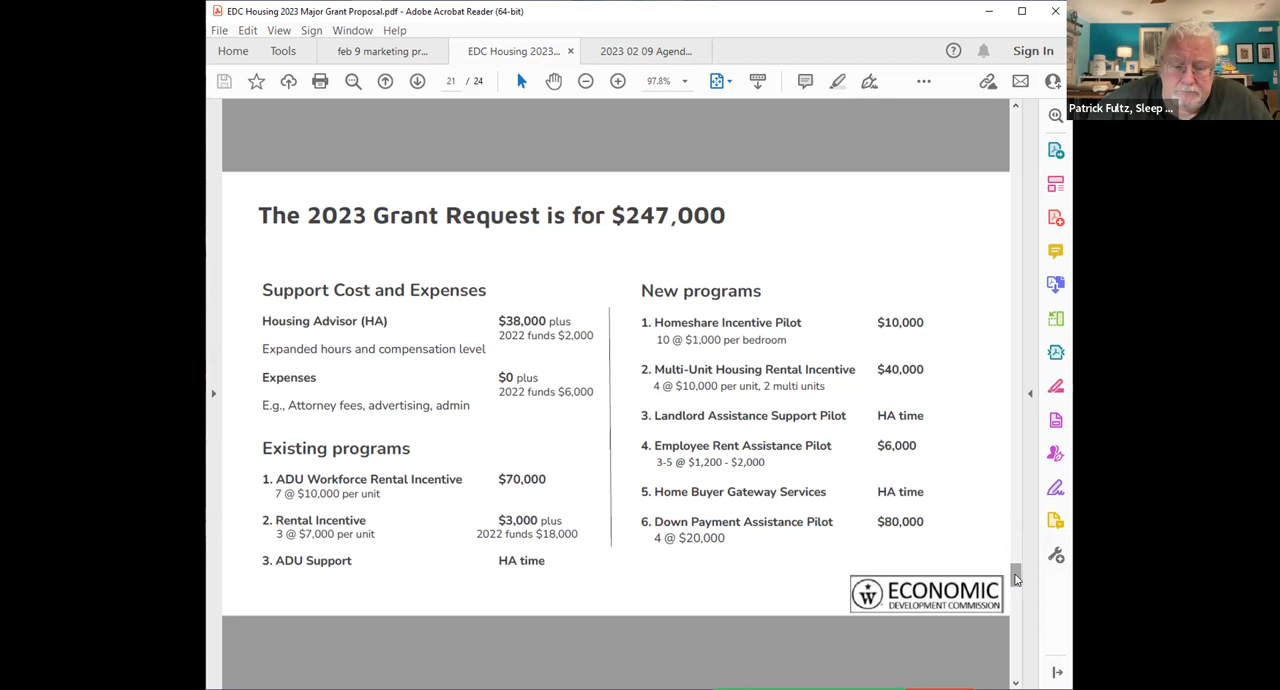 EDC Housing 2023 Major Grant Proposal.pdf - Adobe Acrobat Reader (64-bit)
File Edit View Sign Window Help
Home Tools feb 9 marketing pr... EDC Housing 2023... × 2023 02 09 Agend... Sign In
21 / 24 97.8%
Patrick Fultz, Sleep ...
The 2023 Grant Request is for $247,000
Support Cost and Expenses
Housing Advisor (HA) $38,000 plus
2022 funds $2,000
Expanded hours and compensation level
Expenses $0 plus
2022 funds $6,000
E.g., Attorney fees, advertising, admin
Existing programs
1. ADU Workforce Rental Incentive $70,000
7 @ $10,000 per unit
2. Rental Incentive $3,000 plus
3 @ $7,000 per unit 2022 funds $18,000
3. ADU Support HA time
New programs
1. Homeshare Incentive Pilot $10,000
10 @ $1,000 per bedroom
2. Multi-Unit Housing Rental Incentive $40,000
4 @ $10,000 per unit, 2 multi units
3. Landlord Assistance Support Pilot HA time
4. Employee Rent Assistance Pilot $6,000
3-5 @ $1,200 - $2,000
5. Home Buyer Gateway Services HA time
6. Down Payment Assistance Pilot $80,000
4 @ $20,000
W ECONOMIC
DEVELOPMENT COMMISSION